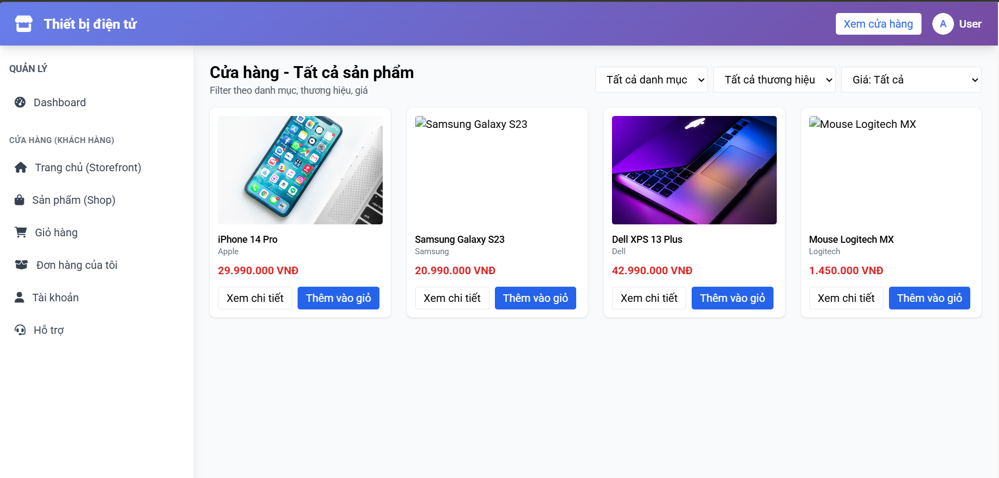 Thiết bị điện tử
Xem cửa hàng
A
User
QUẢN LÝ
Dashboard
CỬA HÀNG (KHÁCH HÀNG)
Trang chủ (Storefront)
Sản phẩm (Shop)
Giỏ hàng
Đơn hàng của tôi
Tài khoản
Hỗ trợ
Cửa hàng - Tất cả sản phẩm
Filter theo danh mục, thương hiệu, giá
Tất cả danh mục
Tất cả thương hiệu
Giá: Tất cả
iPhone 14 Pro
Apple
29.990.000 VNĐ
Xem chi tiết
Thêm vào giỏ
Samsung Galaxy S23
Samsung Galaxy S23
Samsung
20.990.000 VNĐ
Xem chi tiết
Thêm vào giỏ
Dell XPS 13 Plus
Dell
42.990.000 VNĐ
Xem chi tiết
Thêm vào giỏ
Mouse Logitech MX
Mouse Logitech MX
Logitech
1.450.000 VNĐ
Xem chi tiết
Thêm vào giỏ